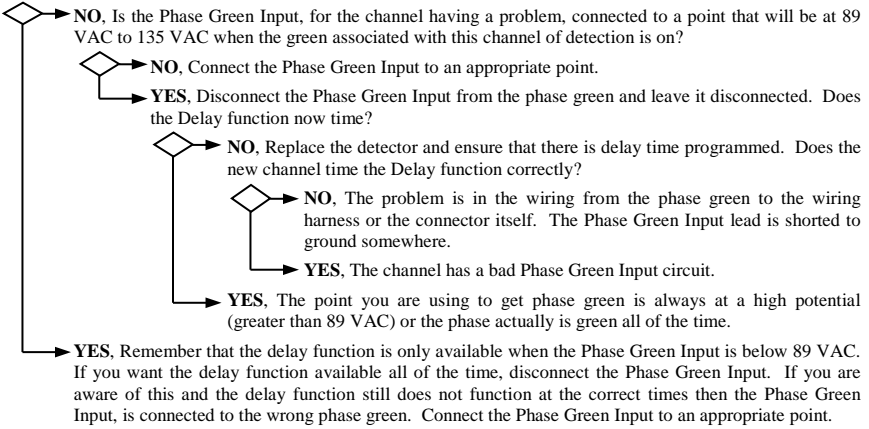 NO, Is the Phase Green Input, for the channel having a problem, connected to a point that will be at 89
VAC to 135 VAC when the green associated with this channel of detection is on?
NO, Connect the Phase Green Input to an appropriate point.
YES, Disconnect the Phase Green Input from the phase green and leave it disconnected. Does
the Delay function now time?
NO, Replace the detector and ensure that there is delay time programmed. Does the
new channel time the Delay function correctly?
NO, The problem is in the wiring from the phase green to the wiring
harness or the connector itself. The Phase Green Input lead is shorted to
ground somewhere.
YES, The channel has a bad Phase Green Input circuit.
YES, The point you are using to get phase green is always at a high potential
(greater than 89 VAC) or the phase actually is green all of the time.
YES, Remember that the delay function is only available when the Phase Green Input is below 89 VAC.
If you want the delay function available all of the time, disconnect the Phase Green Input. If you are
aware of this and the delay function still does not function at the correct times then the Phase Green
Input, is connected to the wrong phase green. Connect the Phase Green Input to an appropriate point.